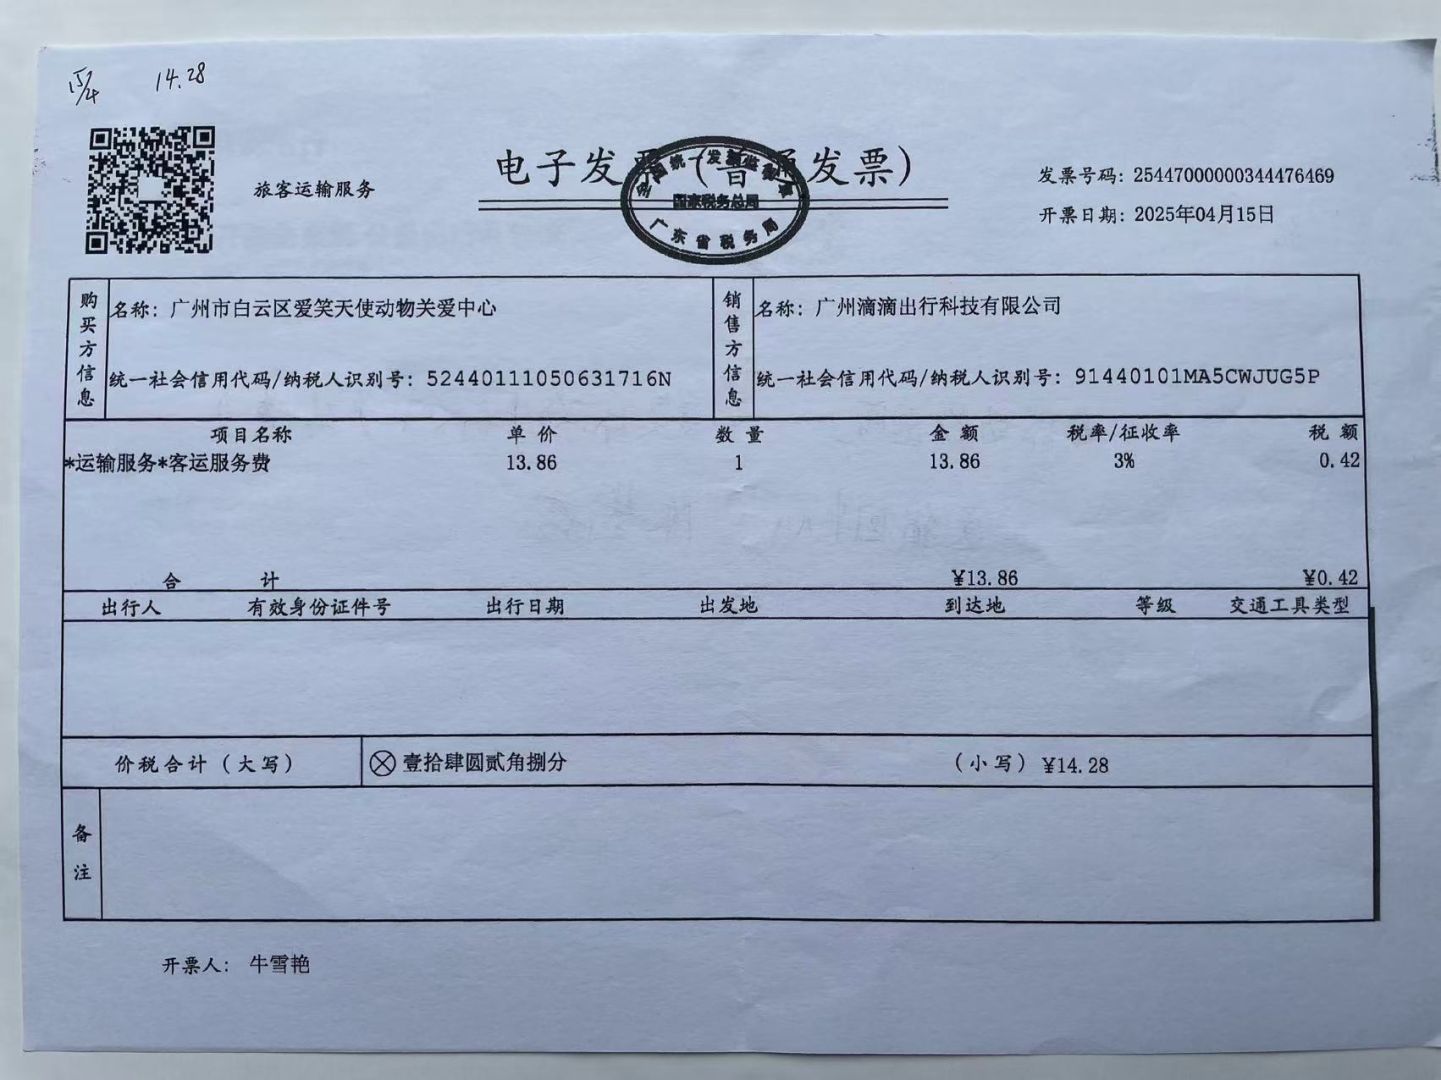 15/4 14.28
旅客运输服务
电子发票（普通发票）
全国统一发票监制章
国家税务总局
广东省税务局
发票号码: 25447000000344476469
开票日期: 2025年04月15日
购买方信息
名称: 广州市白云区爱笑天使动物关爱中心
统一社会信用代码/纳税人识别号: 52440111050631716N
销售方信息
名称: 广州滴滴出行科技有限公司
统一社会信用代码/纳税人识别号: 91440101MA5CWJUG5P
项目名称 单价 数量 金额 税率/征收率 税额
*运输服务*客运服务费 13.86 1 13.86 3% 0.42
合计 ¥13.86 ¥0.42
出行人 有效身份证件号 出行日期 出发地 到达地 等级 交通工具类型
价税合计（大写） ⊗壹拾肆圆贰角捌分 （小写）¥14.28
备注
开票人: 牛雪艳